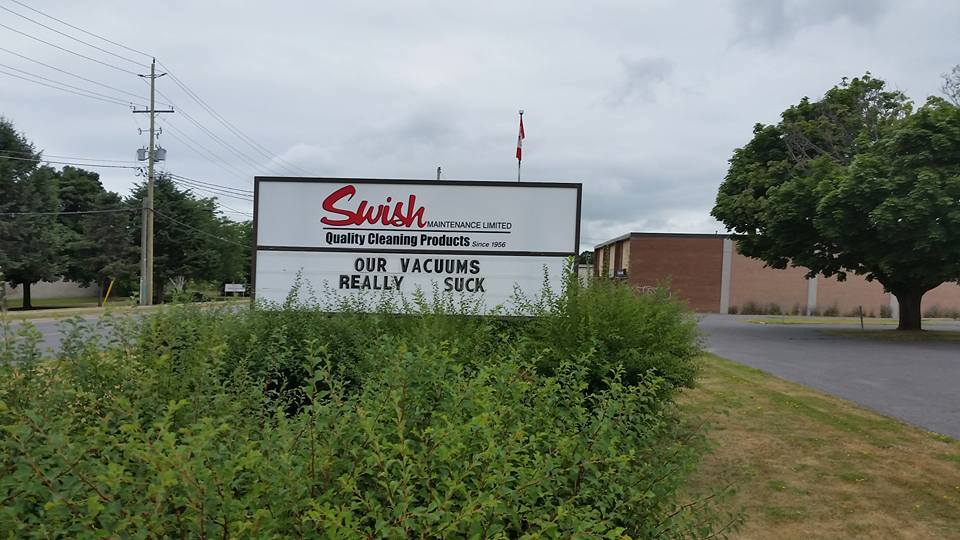 Swish MAINTENANCE LIMITED
Quality Cleaning Products Since 1956
OUR VACUUMS
REALLY SUCK